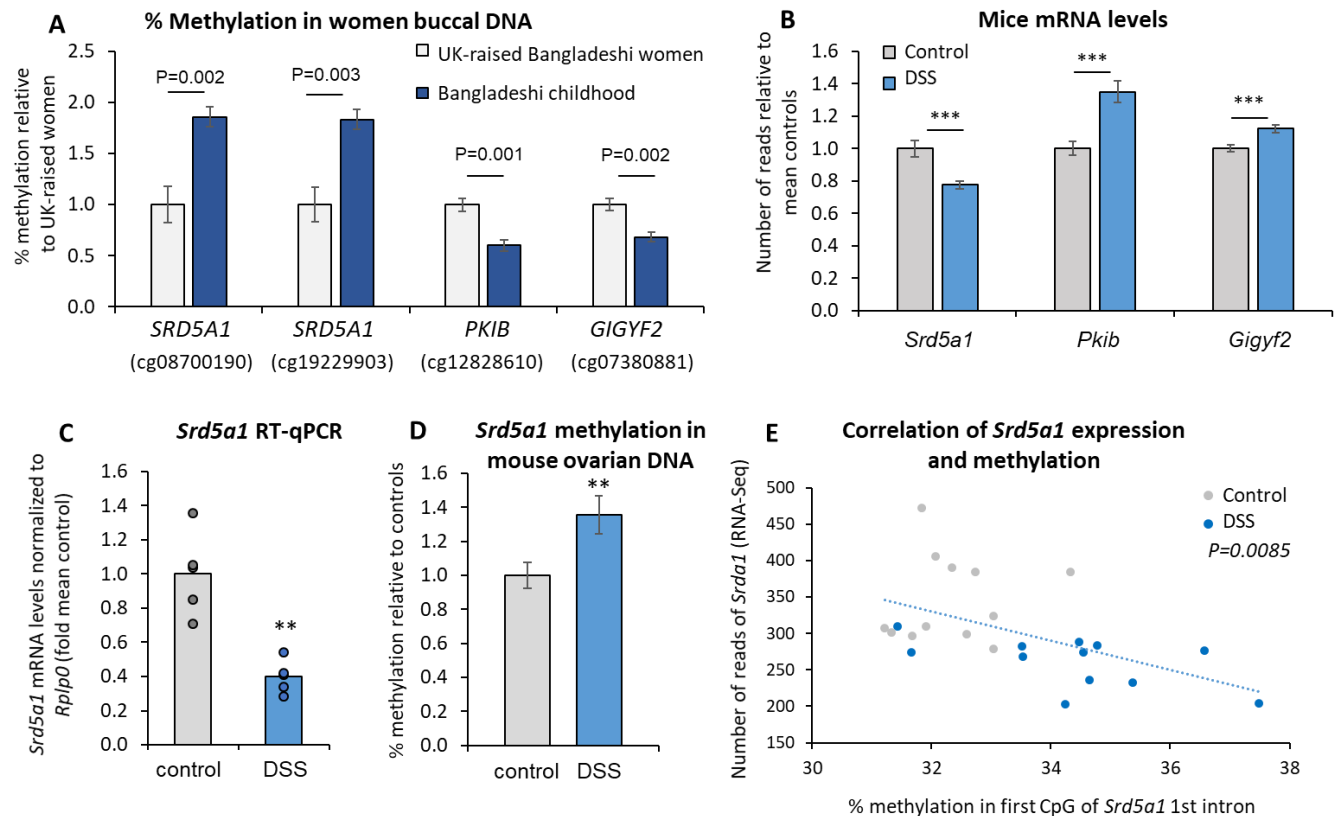 A
% Methylation in women buccal DNA
% methylation relative
to UK-raised women
2.5
2.0
1.5
1.0
0.5
0.0
UK-raised Bangladeshi women
Bangladeshi childhood
P=0.002
P=0.003
P=0.001
P=0.002
SRD5A1
(cg08700190)
SRD5A1
(cg19229903)
PKIB
(cg12828610)
GIGYF2
(cg07380881)
B
Mice mRNA levels
Number of reads relative to
mean controls
1.6
1.4
1.2
1.0
0.8
0.6
0.4
0.2
0.0
Control
DSS
***
***
***
Srd5a1
Pkib
Gigyf2
C
Srd5a1 RT-qPCR
Srd5a1 mRNA levels normalized to
Rplp0 (fold mean control)
1.6
1.4
1.2
1.0
0.8
0.6
0.4
0.2
0.0
**
control
DSS
D
Srd5a1 methylation in
mouse ovarian DNA
% methylation relative to controls
1.6
1.4
1.2
1.0
0.8
0.6
0.4
0.2
0.0
**
control
DSS
E
Correlation of Srd5a1 expression
and methylation
Number of reads of Srda1 (RNA-Seq)
500
450
400
350
300
250
200
150
Control
DSS
P=0.0085
30
32
34
36
38
% methylation in first CpG of Srd5a1 1st intron